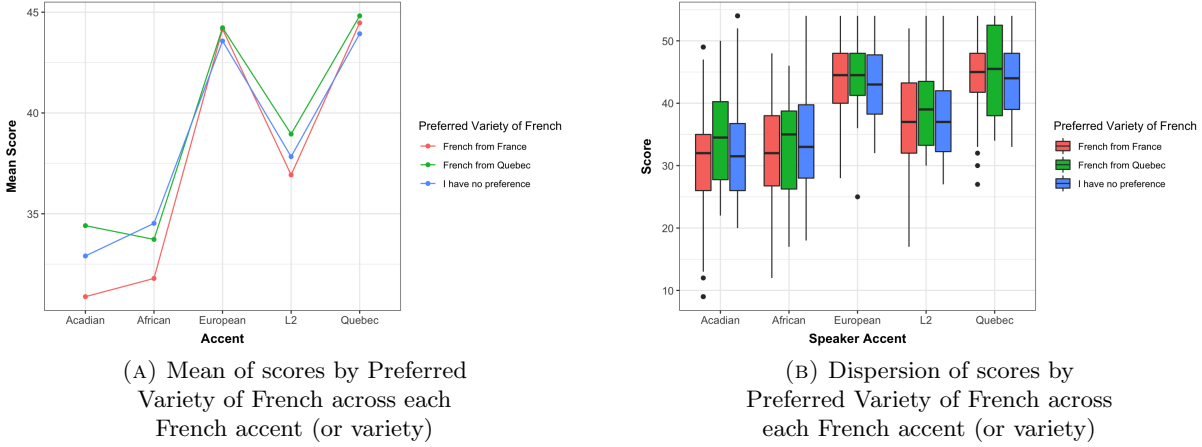 45
40
35
Mean Score
Acadian African European L2 Quebec
Accent
Preferred Variety of French
French from France
French from Quebec
I have no preference
(A) Mean of scores by Preferred
Variety of French across each
French accent (or variety)
50
40
30
20
10
Score
Acadian African European L2 Quebec
Speaker Accent
Preferred Variety of French
French from France
French from Quebec
I have no preference
(B) Dispersion of scores by
Preferred Variety of French across
each French accent (or variety)